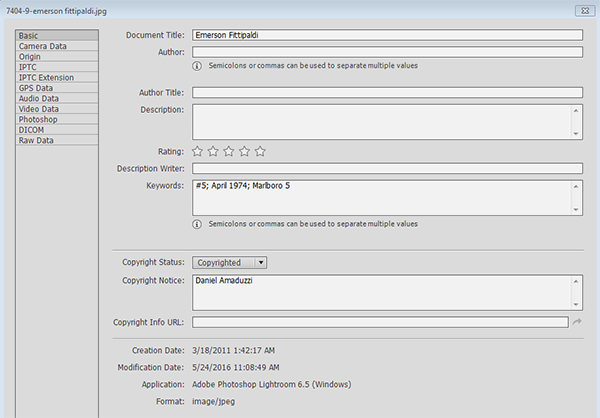 7404-9-emerson fittipaldi.jpg
Basic
Camera Data
Origin
IPTC
IPTC Extension
GPS Data
Audio Data
Video Data
Photoshop
DICOM
Raw Data
Document Title: Emerson Fittipaldi
Author:
Semicolons or commas can be used to separate multiple values
Author Title:
Description:
Rating:
Description Writer:
Keywords: #5; April 1974; Marlboro 5
Semicolons or commas can be used to separate multiple values
Copyright Status: Copyrighted
Copyright Notice: Daniel Amaduzzi
Copyright Info URL:
Creation Date: 3/18/2011 1:42:17 AM
Modification Date: 5/24/2016 11:08:49 AM
Application: Adobe Photoshop Lightroom 6.5 (Windows)
Format: image/jpeg